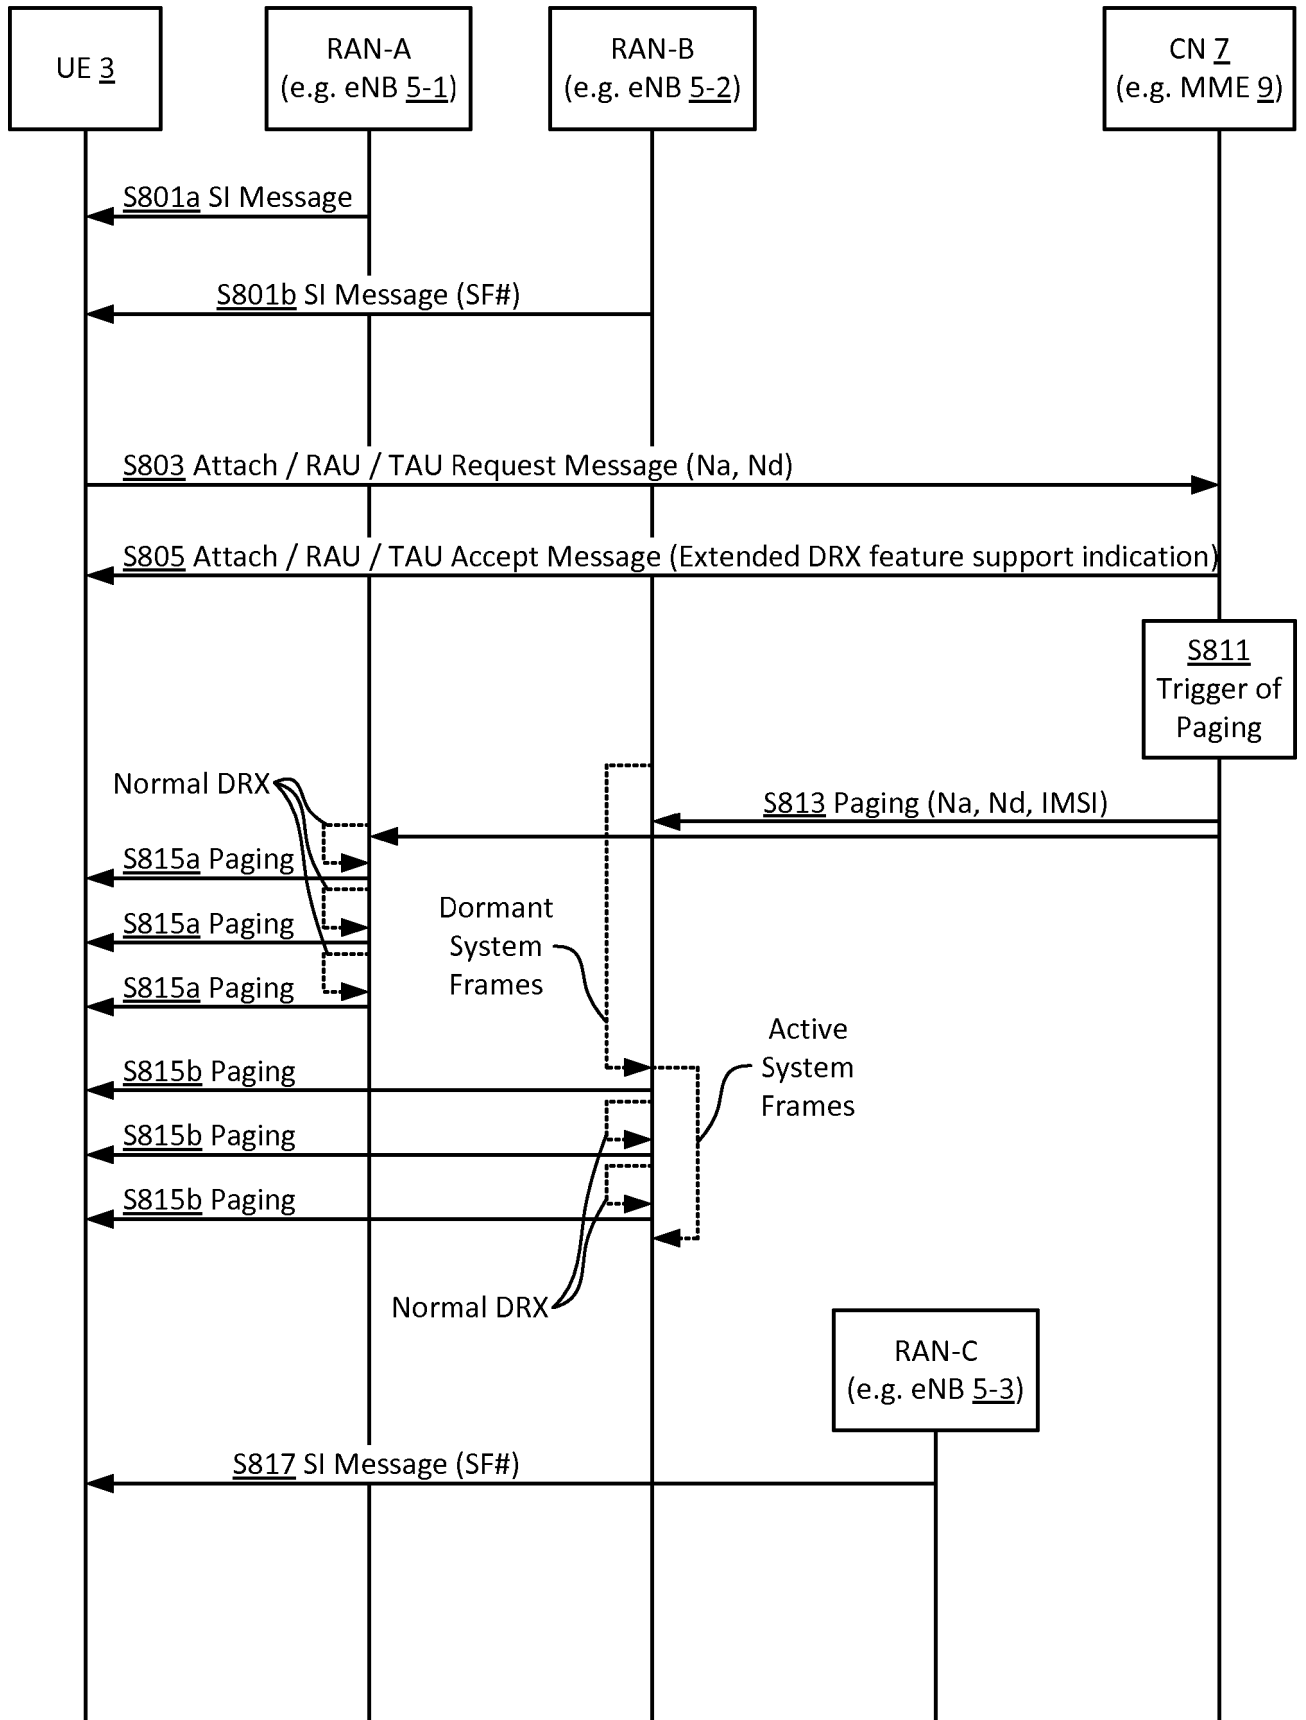 UE 3
RAN-A
(e.g. eNB 5-1)
RAN-B
(e.g. eNB 5-2)
CN 7
(e.g. MME 9)
S801a SI Message
S801b SI Message (SF#)
S803 Attach / RAU / TAU Request Message (Na, Nd)
S805 Attach / RAU / TAU Accept Message (Extended DRX feature support indication)
S811
Trigger of
Paging
Normal DRX
S813 Paging (Na, Nd, IMSI)
S815a Paging
S815a Paging
S815a Paging
Dormant
System
Frames
Active
System
Frames
S815b Paging
S815b Paging
S815b Paging
Normal DRX
RAN-C
(e.g. eNB 5-3)
S817 SI Message (SF#)